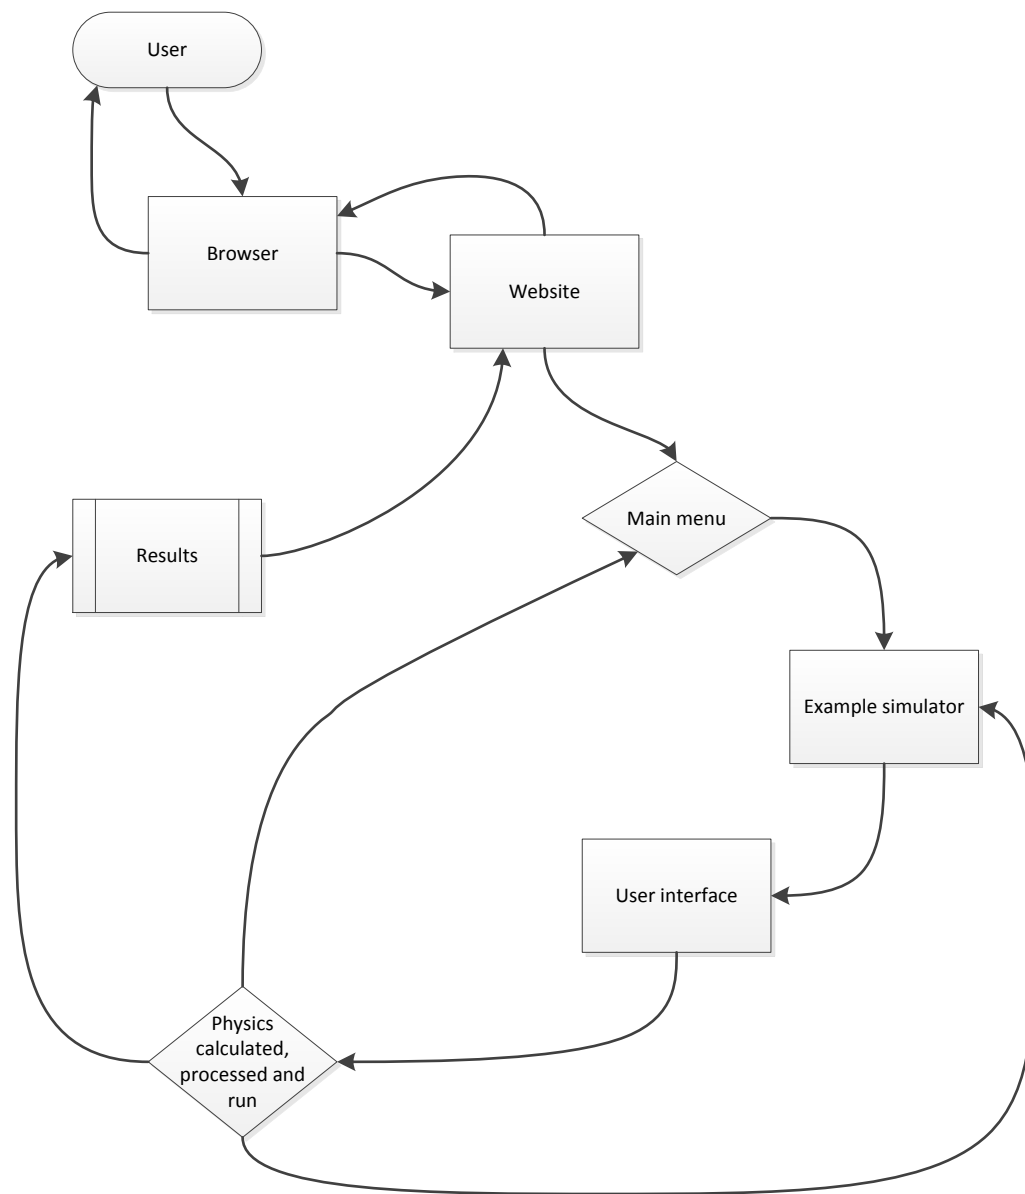 User
Browser
Website
Main menu
Results
Example simulator
User interface
Physics
calculated,
processed and
run